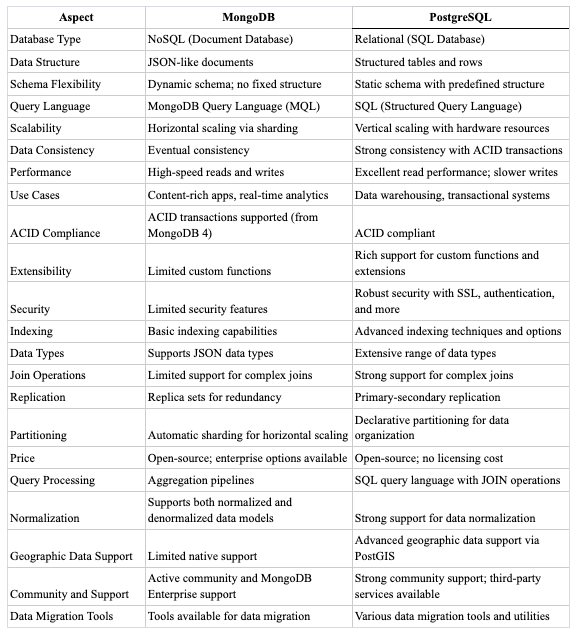 Aspect MongoDB PostgreSQL
Database Type NoSQL (Document Database) Relational (SQL Database)
Data Structure JSON-like documents Structured tables and rows
Schema Flexibility Dynamic schema; no fixed structure Static schema with predefined structure
Query Language MongoDB Query Language (MQL) SQL (Structured Query Language)
Scalability Horizontal scaling via sharding Vertical scaling with hardware resources
Data Consistency Eventual consistency Strong consistency with ACID transactions
Performance High-speed reads and writes Excellent read performance; slower writes
Use Cases Content-rich apps, real-time analytics Data warehousing, transactional systems
ACID transactions supported (from
ACID Compliance MongoDB 4) ACID compliant
Rich support for custom functions and
Extensibility Limited custom functions extensions
Robust security with SSL, authentication,
Security Limited security features and more
Indexing Basic indexing capabilities Advanced indexing techniques and options
Data Types Supports JSON data types Extensive range of data types
Join Operations Limited support for complex joins Strong support for complex joins
Replication Replica sets for redundancy Primary-secondary replication
Declarative partitioning for data
Partitioning Automatic sharding for horizontal scaling organization
Price Open-source; enterprise options available Open-source; no licensing cost
Query Processing Aggregation pipelines SQL query language with JOIN operations
Supports both normalized and
Normalization denormalized data models Strong support for data normalization
Advanced geographic data support via
Geographic Data Support Limited native support PostGIS
Active community and MongoDB Strong community support; third-party
Community and Support Enterprise support services available
Data Migration Tools Tools available for data migration Various data migration tools and utilities